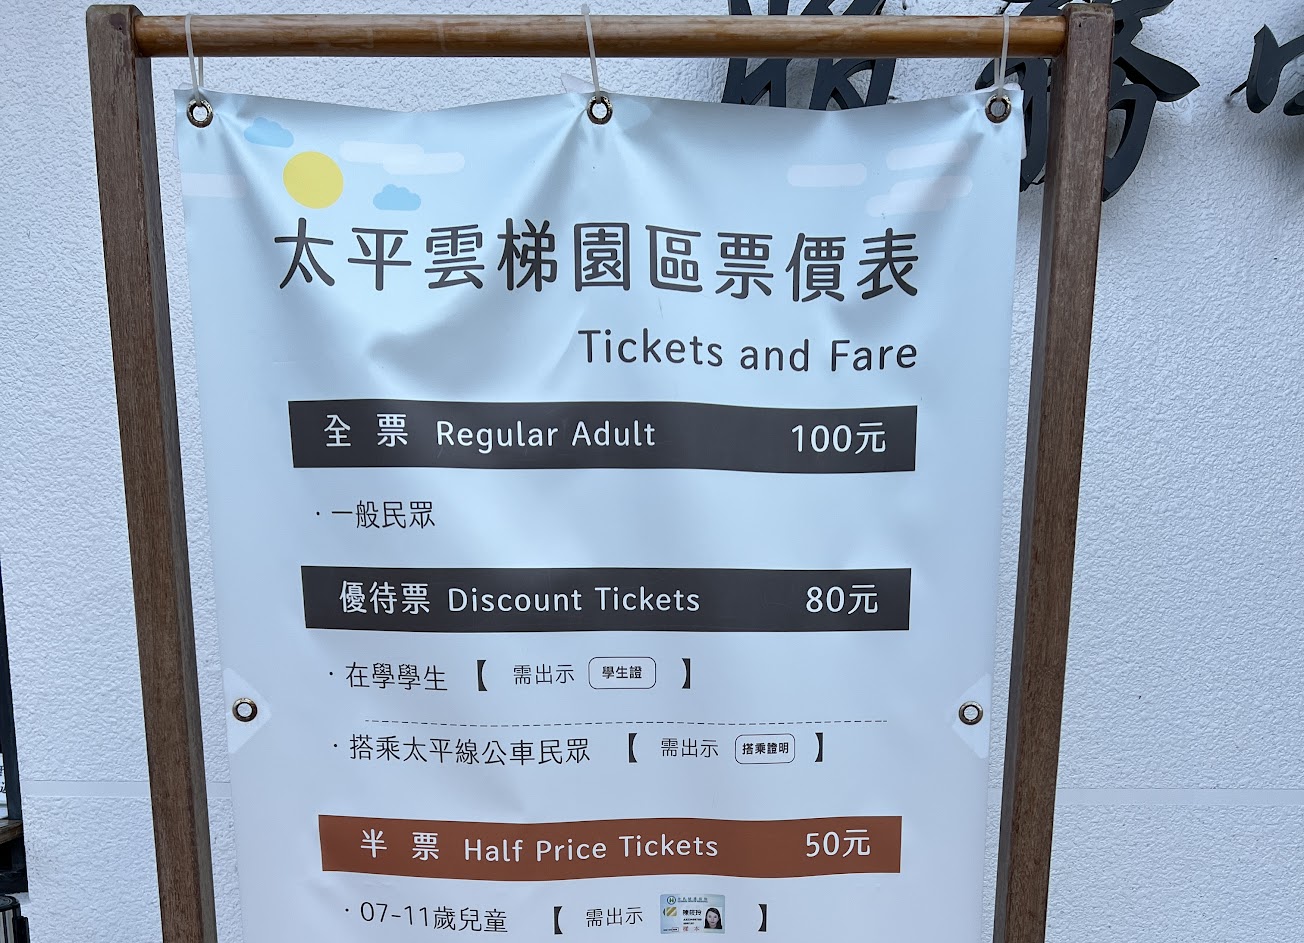 太平雲梯園區票價表
Tickets and Fare
全票 Regular Adult 100元
·一般民眾
優待票 Discount Tickets 80元
·在學學生【需出示 學生證】
·搭乘太平線公車民眾【需出示 搭乘證明】
半票 Half Price Tickets 50元
·07-11歲兒童【需出示】
樣本